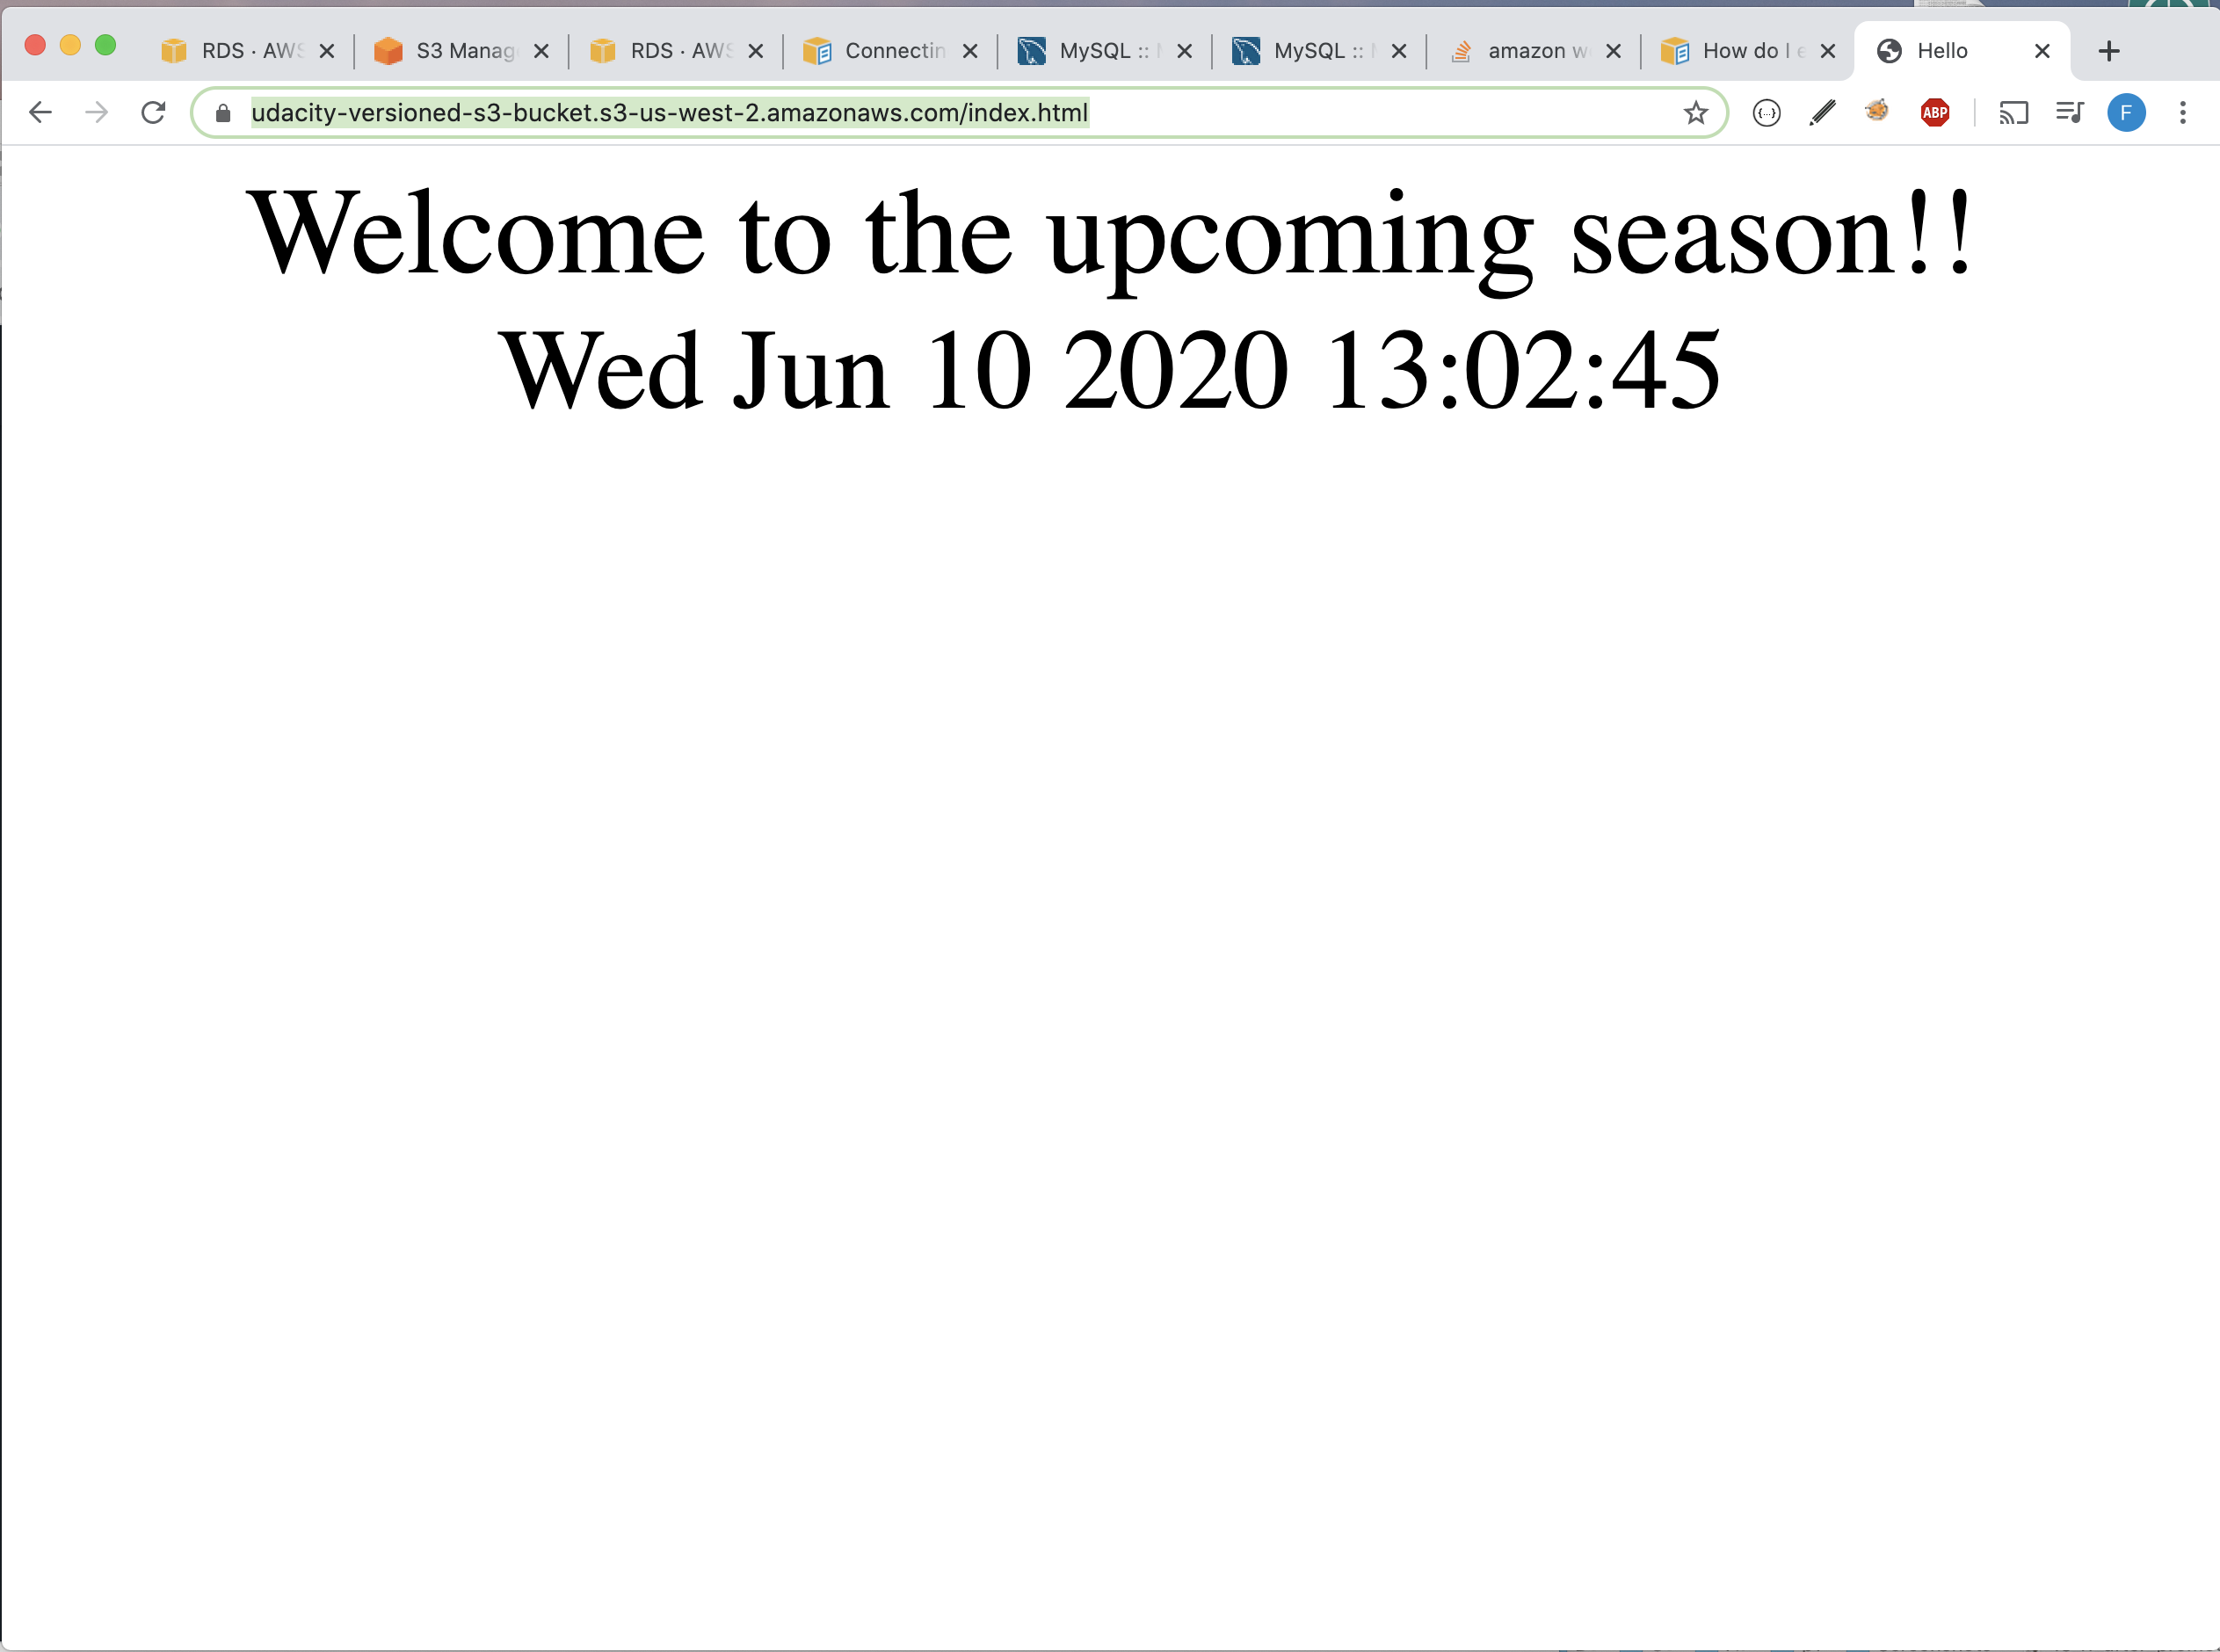 RDS · AWS
S3 Manag
RDS · AWS
Connectin
MySQL ::
MySQL ::
amazon w
How do I e
Hello
udacity-versioned-s3-bucket.s3-us-west-2.amazonaws.com/index.html
{...}
ABP
F
Welcome to the upcoming season!!
Wed Jun 10 2020 13:02:45